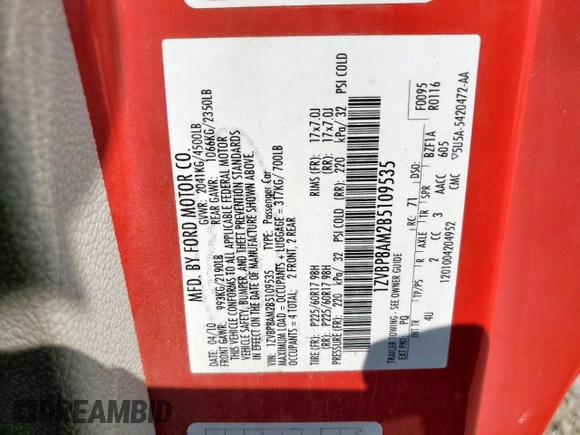 MFD. BY FORD MOTOR CO.
DATE: 04/10 GVWR: 2041KG/4500LB
FRONT GAWR: 993KG/2190LB REAR GAWR: 1066KG/2350LB
THIS VEHICLE CONFORMS TO ALL APPLICABLE FEDERAL MOTOR
VEHICLE SAFETY, BUMPER, AND THEFT PREVENTION STANDARDS
IN EFFECT ON THE DATE OF MANUFACTURE SHOWN ABOVE.
VIN: 1ZVBP8AM2B5109535 TYPE: Passenger Car
MAXIMUM LOAD = OCCUPANTS + LUGGAGE = 317KG/ 700LB
OCCUPANTS = 4 TOTAL; 2 FRONT, 2 REAR
TIRE (FR): P225/60R17 98H RIMS (FR): 17x7.0J
(RR): P225/60R17 98H (RR): 17x7.0J
PRESSURE (FR): 220 kPa/ 32 PSI COLD (RR): 220 kPa/ 32 PSI COLD
1ZVBP8AM2B5109535
TRAILER TOWING - SEE OWNER GUIDE F0095
EXT PNT: PQ RC: 71 DSO: R0116
INT TR TP/PS R AXLE TR SPR BZF1A
4U 2 CC 3 AACC 605
1201004204952 CMC 5U5A-5420472-AA
DREAMBID